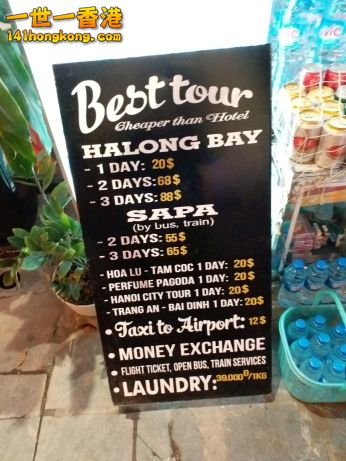 一世一香港
141hongkong.com
Best tour
Cheaper than Hotel
HALONG BAY
- 1 DAY: 20$
- 2 DAYS: 68$
- 3 DAYS: 88$
SAPA
(by bus, train)
- 2 DAYS: 55$
- 3 DAYS: 65$
- HOA LU - TAM COC 1 DAY: 20$
- PERFUME PAGODA 1 DAY: 20$
- HANOI CITY TOUR 1 DAY: 20$
- TRANG AN - BAI DINH 1 DAY: 20$
• Taxi to Airport: 12$
• MONEY EXCHANGE
• FLIGHT TICKET, OPEN BUS, TRAIN SERVICES
• LAUNDRY: 39.000Đ/1KG